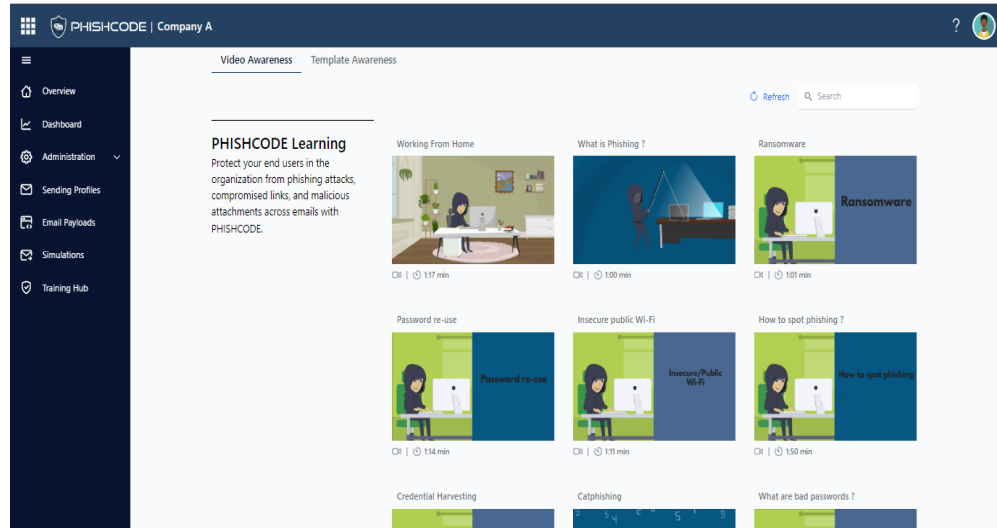 PHISHCODE | Company A
?
Overview
Dashboard
Administration
Sending Profiles
Email Payloads
Simulations
Training Hub
Video Awareness Template Awareness
Refresh Search
PHISHCODE Learning
Protect your end users in the
organization from phishing attacks,
compromised links, and malicious
attachments across emails with
PHISHCODE.
Working From Home
1:17 min
What is Phishing ?
1:00 min
Ransomware
Ransomware
1:01 min
Password re-use
Password re-use
1:14 min
Insecure public Wi-Fi
Insecure/Public
Wi-Fi
1:11 min
How to spot phishing ?
How to spot phishing
1:50 min
Credential Harvesting
Catphishing
What are bad passwords ?